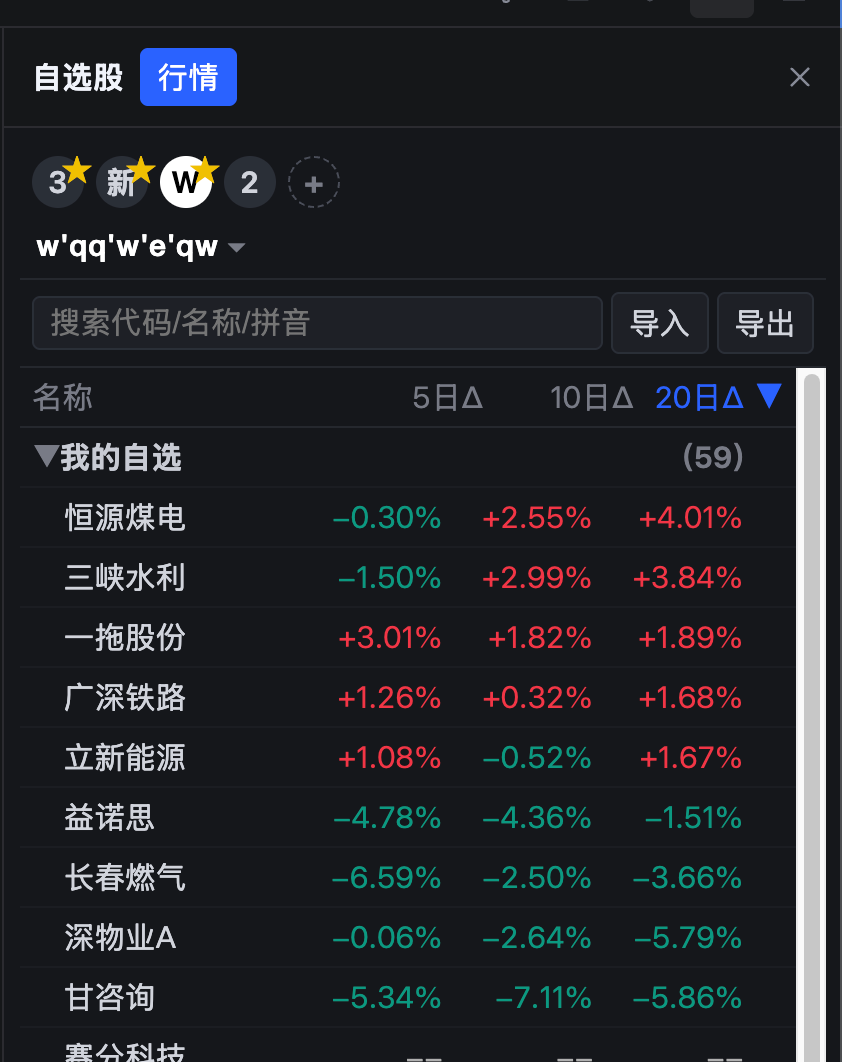 自选股 行情
3 新 W 2 +
w'qq'w'e'qw
搜索代码/名称/拼音 导入 导出
名称 5日Δ 10日Δ 20日Δ ▼
▼我的自选 (59)
恒源煤电 −0.30% +2.55% +4.01%
三峡水利 −1.50% +2.99% +3.84%
一拖股份 +3.01% +1.82% +1.89%
广深铁路 +1.26% +0.32% +1.68%
立新能源 +1.08% −0.52% +1.67%
益诺思 −4.78% −4.36% −1.51%
长春燃气 −6.59% −2.50% −3.66%
深物业A −0.06% −2.64% −5.79%
甘咨询 −5.34% −7.11% −5.86%
赛分科技 -- -- --